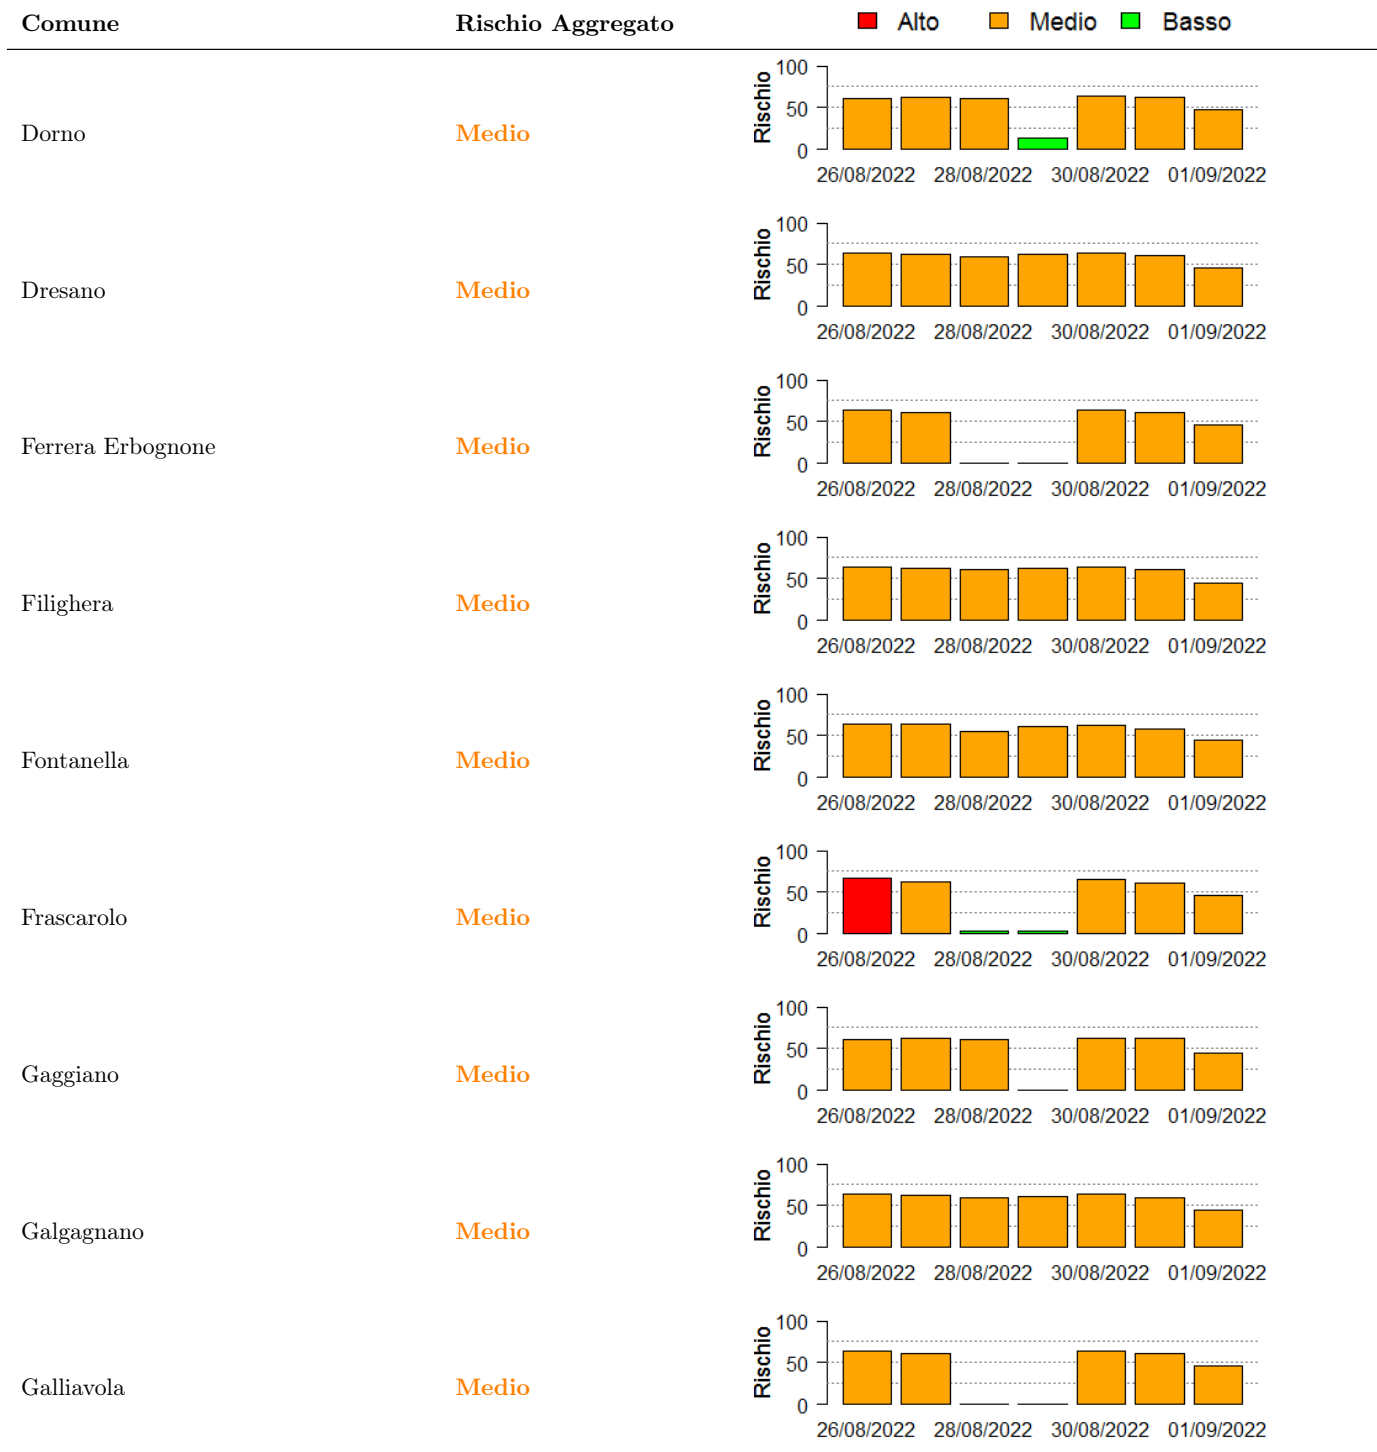 Comune Rischio Aggregato Alto Medio Basso
Dorno Medio Rischio 100 50 0
26/08/2022 28/08/2022 30/08/2022 01/09/2022
Dresano Medio Rischio 100 50 0
26/08/2022 28/08/2022 30/08/2022 01/09/2022
Ferrera Erbognone Medio Rischio 100 50 0
26/08/2022 28/08/2022 30/08/2022 01/09/2022
Filighera Medio Rischio 100 50 0
26/08/2022 28/08/2022 30/08/2022 01/09/2022
Fontanella Medio Rischio 100 50 0
26/08/2022 28/08/2022 30/08/2022 01/09/2022
Frascarolo Medio Rischio 100 50 0
26/08/2022 28/08/2022 30/08/2022 01/09/2022
Gaggiano Medio Rischio 100 50 0
26/08/2022 28/08/2022 30/08/2022 01/09/2022
Galgagnano Medio Rischio 100 50 0
26/08/2022 28/08/2022 30/08/2022 01/09/2022
Galliavola Medio Rischio 100 50 0
26/08/2022 28/08/2022 30/08/2022 01/09/2022